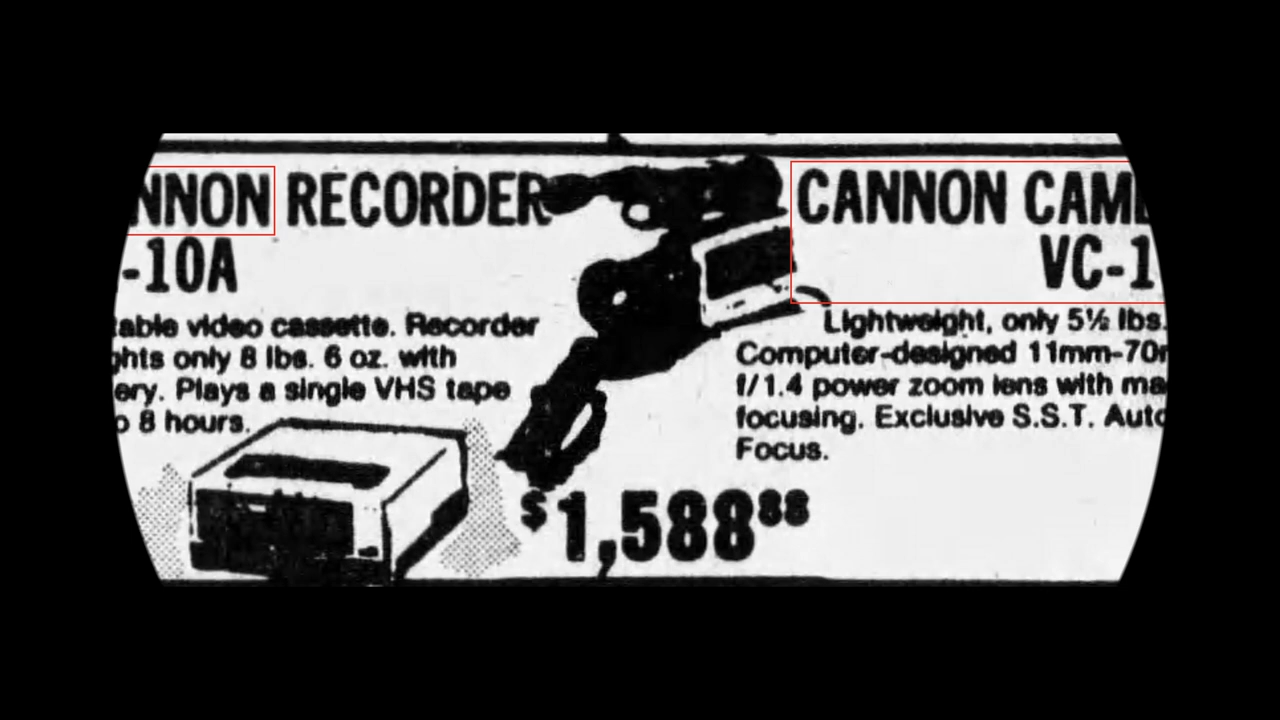 NNON RECORDER
-10A
table video cassette. Recorder
ghts only 8 lbs. 6 oz. with
ery. Plays a single VHS tape
o 8 hours.
CANNON CAME
VC-1
Lightweight, only 5½ lbs.
Computer-designed 11mm-70m
f/1.4 power zoom lens with ma
focusing. Exclusive S.S.T. Auto
Focus.
$1,588⁸⁸